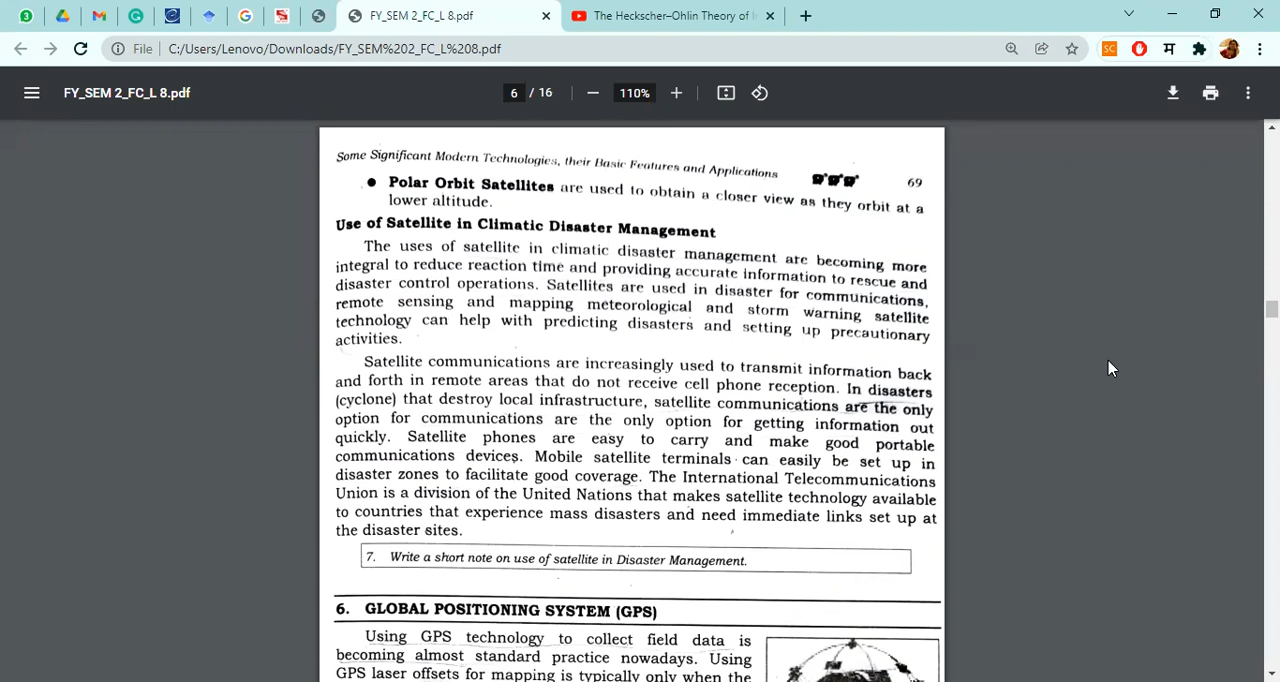 FY_SEM 2_FC_L 8.pdf
The Heckscher–Ohlin Theory of I
File
C:/Users/Lenovo/Downloads/FY_SEM%202_FC_L%208.pdf
FY_SEM 2_FC_L 8.pdf
6 / 16
110%
Some Significant Modern Technologies, their Basic Features and Applications 69
● Polar Orbit Satellites are used to obtain a closer view as they orbit at a
lower altitude.
Use of Satellite in Climatic Disaster Management
The uses of satellite in climatic disaster management are becoming more
integral to reduce reaction time and providing accurate information to rescue and
disaster control operations. Satellites are used in disaster for communications,
remote sensing and mapping meteorological and storm warning satellite
technology can help with predicting disasters and setting up precautionary
activities.
Satellite communications are increasingly used to transmit information back
and forth in remote areas that do not receive cell phone reception. In disasters
(cyclone) that destroy local infrastructure, satellite communications are the only
option for communications are the only option for getting information out
quickly. Satellite phones are easy to carry and make good portable
communications devices. Mobile satellite terminals can easily be set up in
disaster zones to facilitate good coverage. The International Telecommunications
Union is a division of the United Nations that makes satellite technology available
to countries that experience mass disasters and need immediate links set up at
the disaster sites.
7. Write a short note on use of satellite in Disaster Management.
6. GLOBAL POSITIONING SYSTEM (GPS)
Using GPS technology to collect field data is
becoming almost standard practice nowadays. Using
GPS laser offsets for mapping is typically only when the